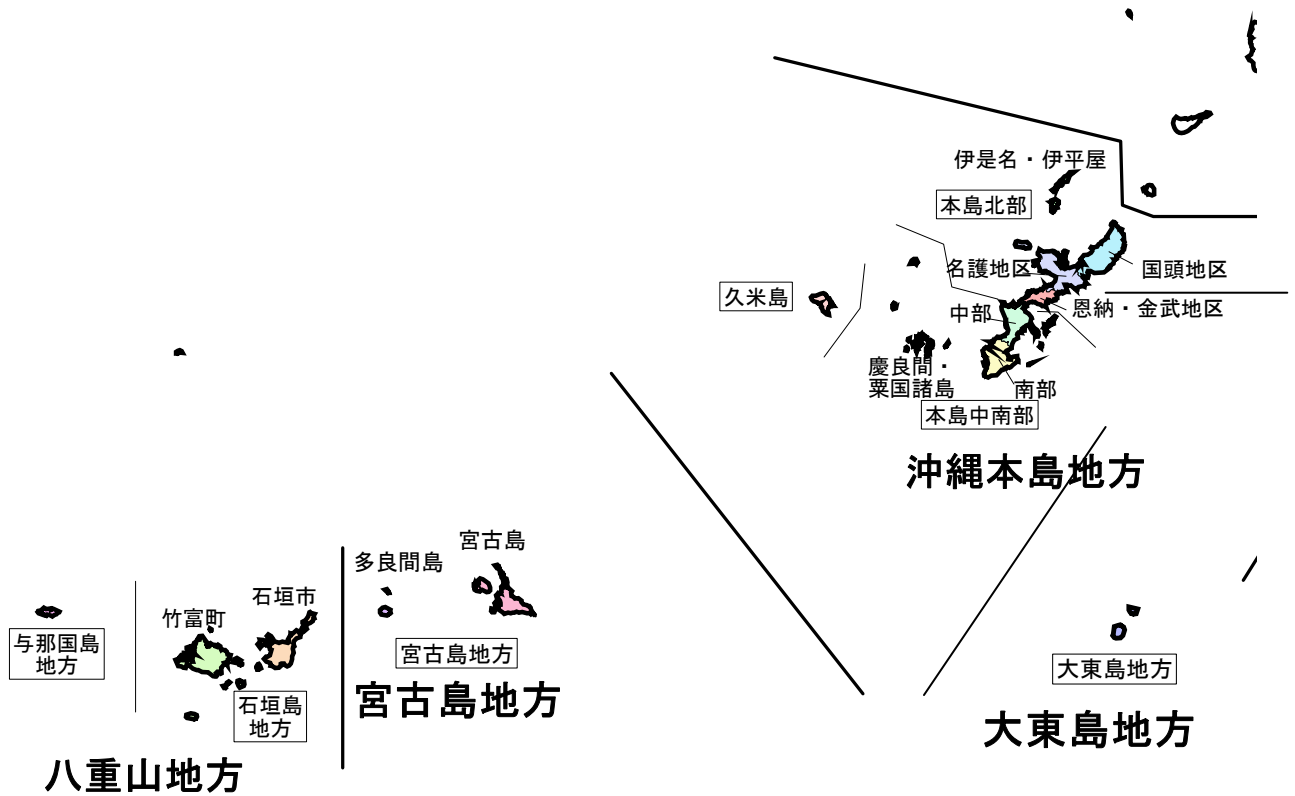 伊是名・伊平屋
本島北部
名護地区
国頭地区
久米島
中部
恩納・金武地区
慶良間・
粟国諸島
南部
本島中南部
沖縄本島地方
宮古島
多良間島
石垣市
竹富町
与那国島
地方
宮古島地方
大東島地方
石垣島
地方
宮古島地方
大東島地方
八重山地方